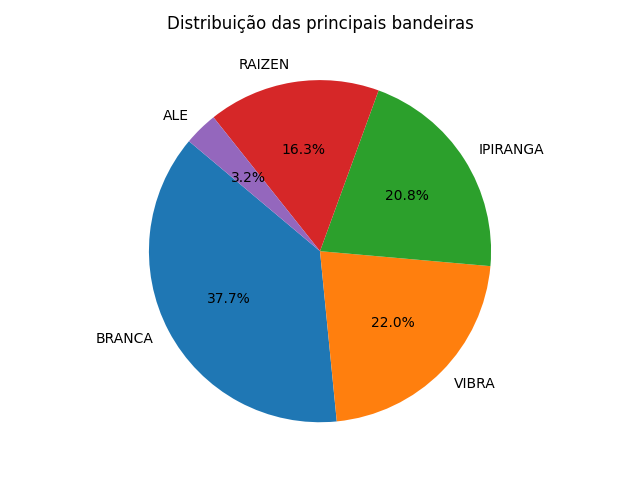 Distribuição das principais bandeiras
RAIZEN
ALE
IPIRANGA
16.3%
3.2%
20.8%
37.7%
22.0%
BRANCA
VIBRA